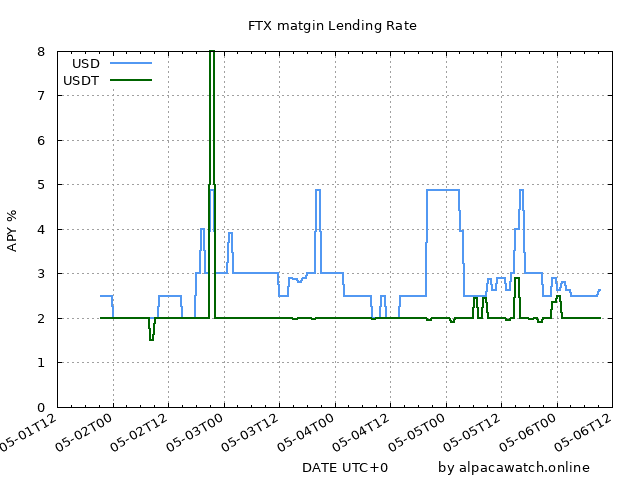 FTX matgin Lending Rate
USD
USDT
8
7
6
5
4
3
2
1
0
APY %
05-01T12
05-02T00
05-02T12
05-03T00
05-03T12
05-04T00
05-04T12
05-05T00
05-05T12
05-06T00
05-06T12
DATE UTC+0
by alpacawatch.online